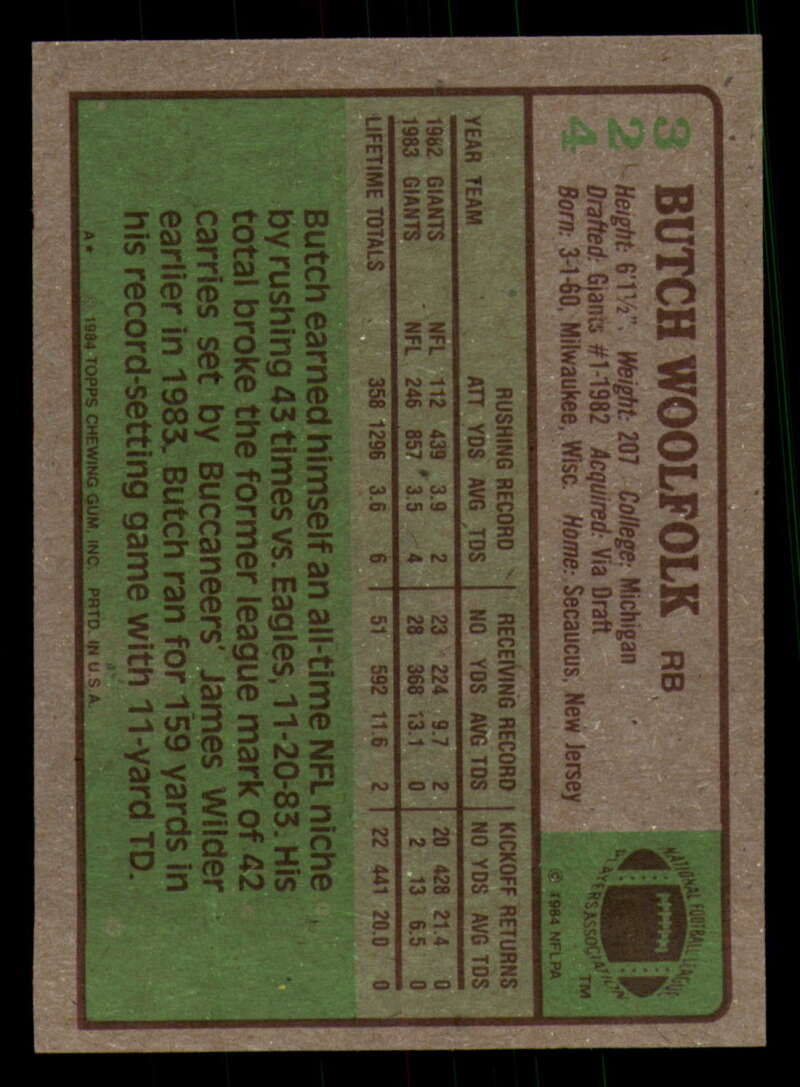 324
BUTCH WOOLFOLK RB
Height: 6'1½". Weight: 207 College: Michigan
Drafted: Giants #1-1982 Acquired: Via Draft
Born: 3-1-60, Milwaukee, Wisc. Home: Secaucus, New Jersey
NATIONAL FOOTBALL LEAGUE
PLAYERS ASSOCIATION
TM
© 1984 NFLPA
RUSHING RECORD RECEIVING RECORD KICKOFF RETURNS
YEAR TEAM ATT YDS AVG TDS NO YDS AVG TDS NO YDS AVG TDS
1982 GIANTS NFL 112 439 3.9 2 23 224 9.7 2 20 428 21.4 0
1983 GIANTS NFL 246 857 3.5 4 28 368 13.1 0 2 13 6.5 0
LIFETIME TOTALS 358 1296 3.6 6 51 592 11.6 2 22 441 20.0 0
Butch earned himself an all-time NFL niche
by rushing 43 times vs. Eagles, 11-20-83. His
total broke the former league mark of 42
carries set by Buccaneers' James Wilder
earlier in 1983. Butch ran for 159 yards in
his record-setting game with 11-yard TD.
A* © 1984 TOPPS CHEWING GUM, INC. PRTD. IN U.S.A.